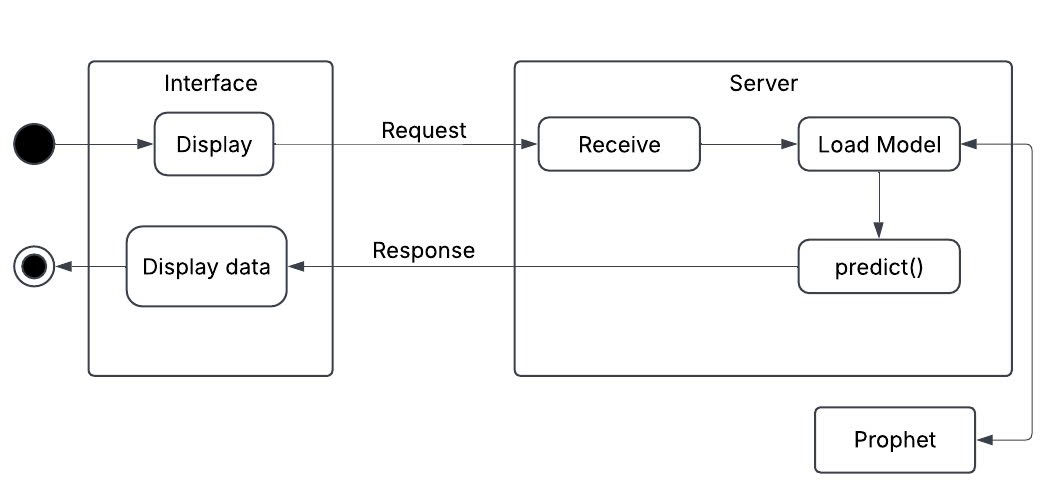 Interface
Server
Display
Request
Receive
Load Model
Display data
Response
predict()
Prophet